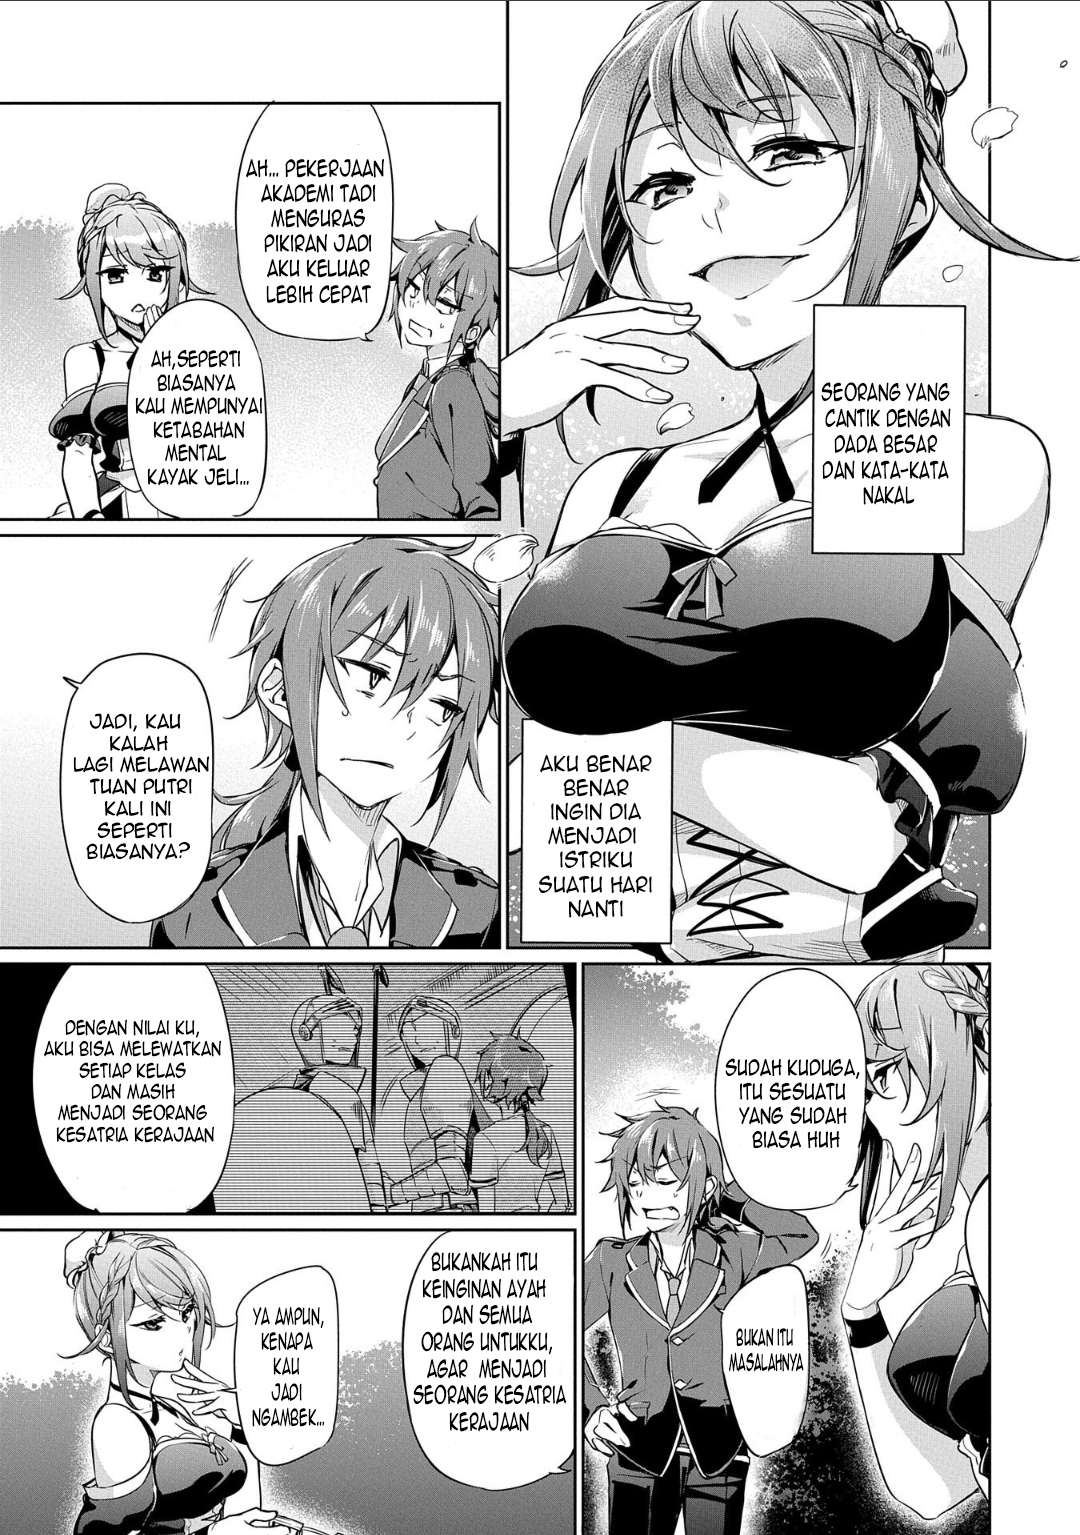 SEORANG YANG
CANTIK DENGAN
DADA BESAR
DAN KATA-KATA
NAKAL
AKU BENAR
BENAR
INGIN DIA
MENJADI
ISTRIKU
SUATU HARI
NANTI
AH... PEKERJAAN
AKADEMI TADI
MENGURAS
PIKIRAN JADI
AKU KELUAR
LEBIH CEPAT
AH,SEPERTI
BIASANYA
KAU MEMPUNYAI
KETABAHAN
MENTAL
KAYAK JELI...
JADI, KAU
KALAH
LAGI MELAWAN
TUAN PUTRI
KALI INI
SEPERTI
BIASANYA?
SUDAH KUDUGA,
ITU SESUATU
YANG SUDAH
BIASA HUH
BUKAN ITU
MASALAHNYA
DENGAN NILAI KU,
AKU BISA MELEWATKAN
SETIAP KELAS
DAN MASIH
MENJADI SEORANG
KESATRIA KERAJAAN
BUKANKAH ITU
KEINGINAN AYAH
DAN SEMUA
ORANG UNTUKKU,
AGAR MENJADI
SEORANG KESATRIA
KERAJAAN
YA AMPUN,
KENAPA
KAU
JADI
NGAMBEK...